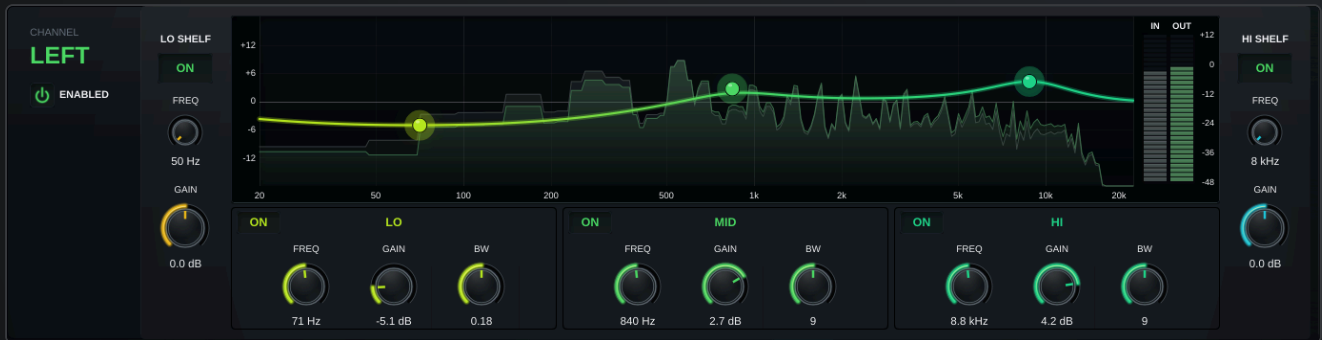 CHANNEL
LEFT
ENABLED
LO SHELF
ON
FREQ
50 Hz
GAIN
0.0 dB
+12
+6
0
-6
-12
20 50 100 200 500 1k 2k 5k 10k 20k
IN OUT
+12
0
-12
-24
-36
-48
HI SHELF
ON
FREQ
8 kHz
GAIN
0.0 dB
ON LO
FREQ GAIN BW
71 Hz -5.1 dB 0.18
ON MID
FREQ GAIN BW
840 Hz 2.7 dB 9
ON HI
FREQ GAIN BW
8.8 kHz 4.2 dB 9